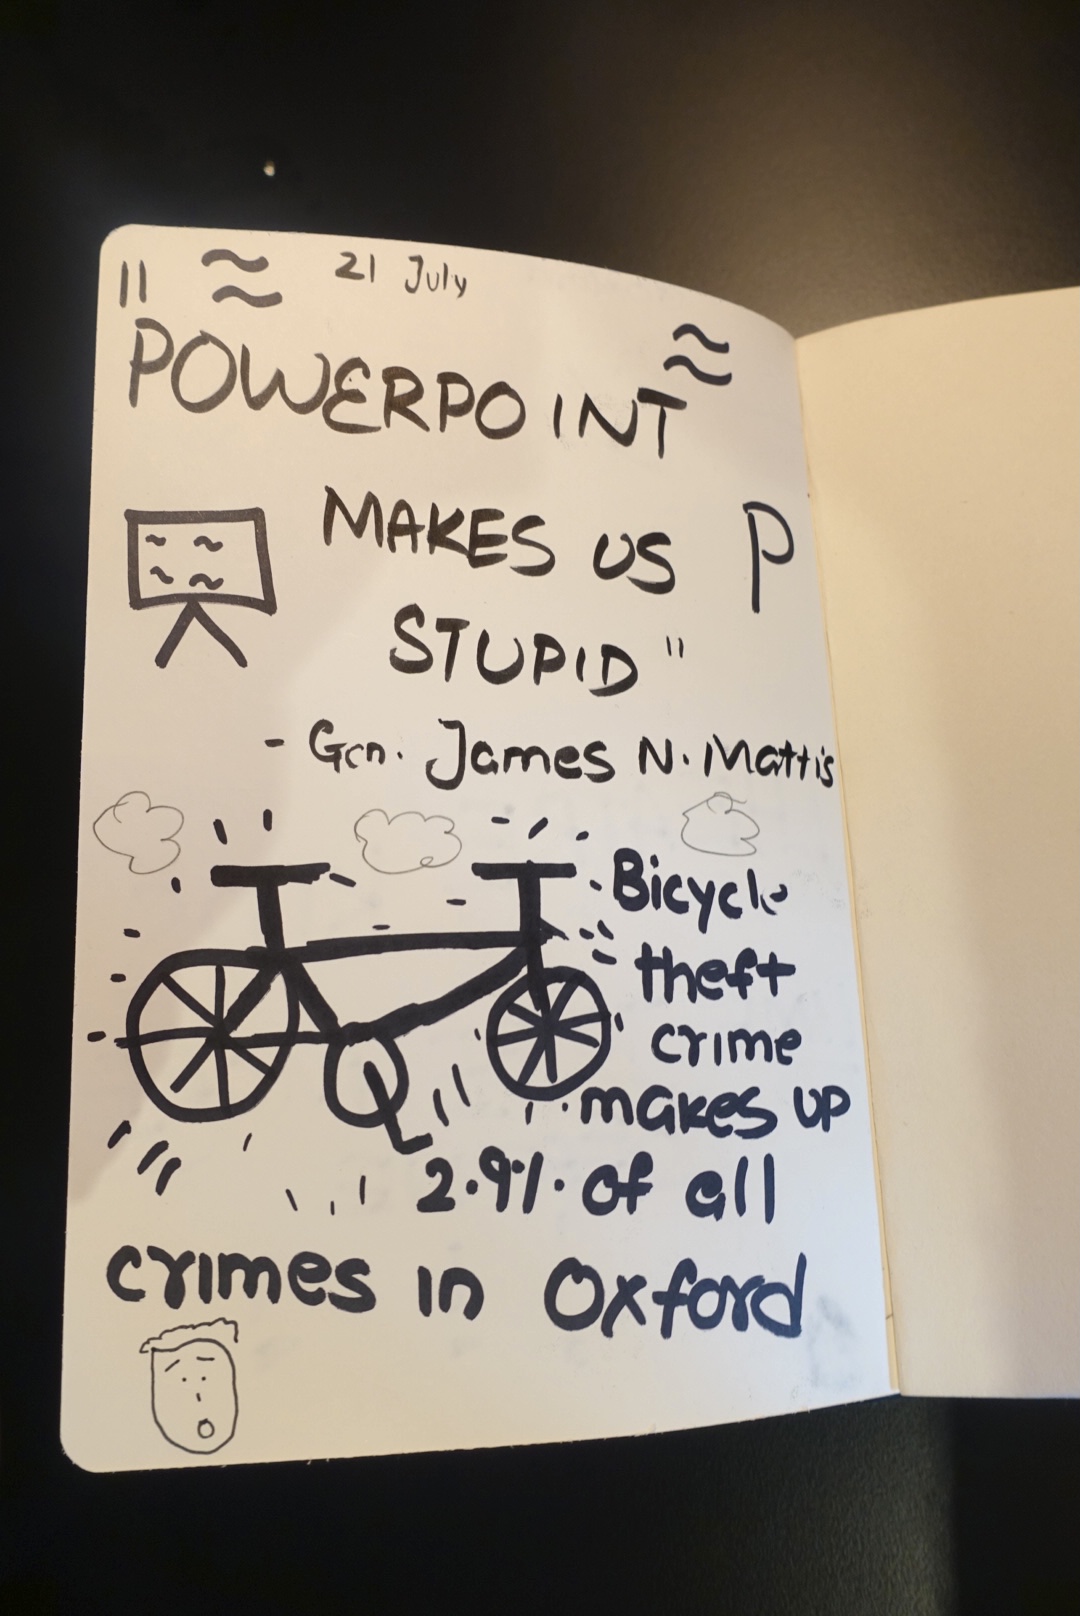 21 July
"POWERPOINT
MAKES US
P
STUPID"
- Gen. James N. Mattis
Bicycle
theft
crime
makes up
2.9% of all
crimes in Oxford